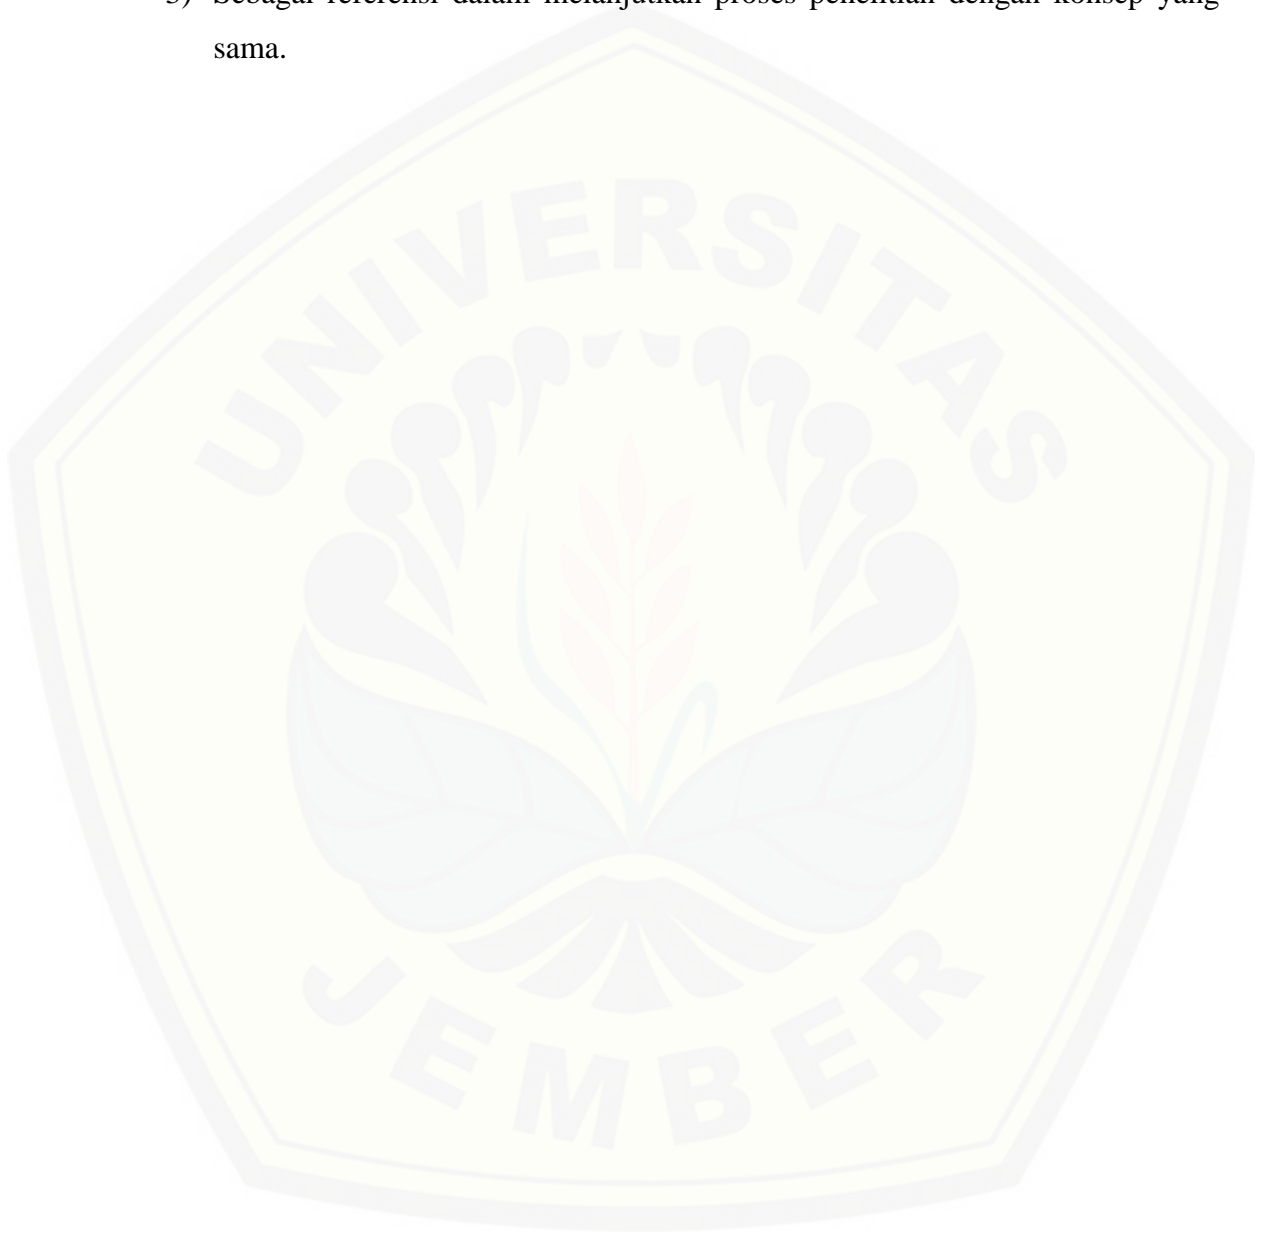 3) Sebagai referensi dalam melanjutkan proses penelitian dengan konsep yang
sama.
UNIVERSITAS
JEMBER